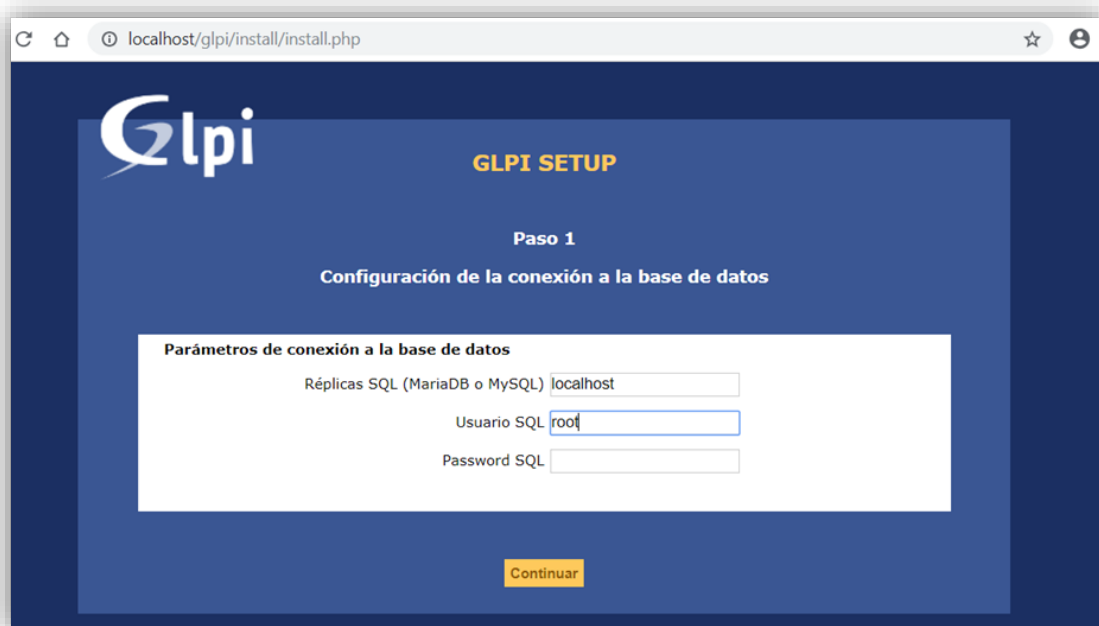 localhost/glpi/install/install.php
Glpi
GLPI SETUP
Paso 1
Configuración de la conexión a la base de datos
Parámetros de conexión a la base de datos
Réplicas SQL (MariaDB o MySQL) localhost
Usuario SQL root
Password SQL
Continuar